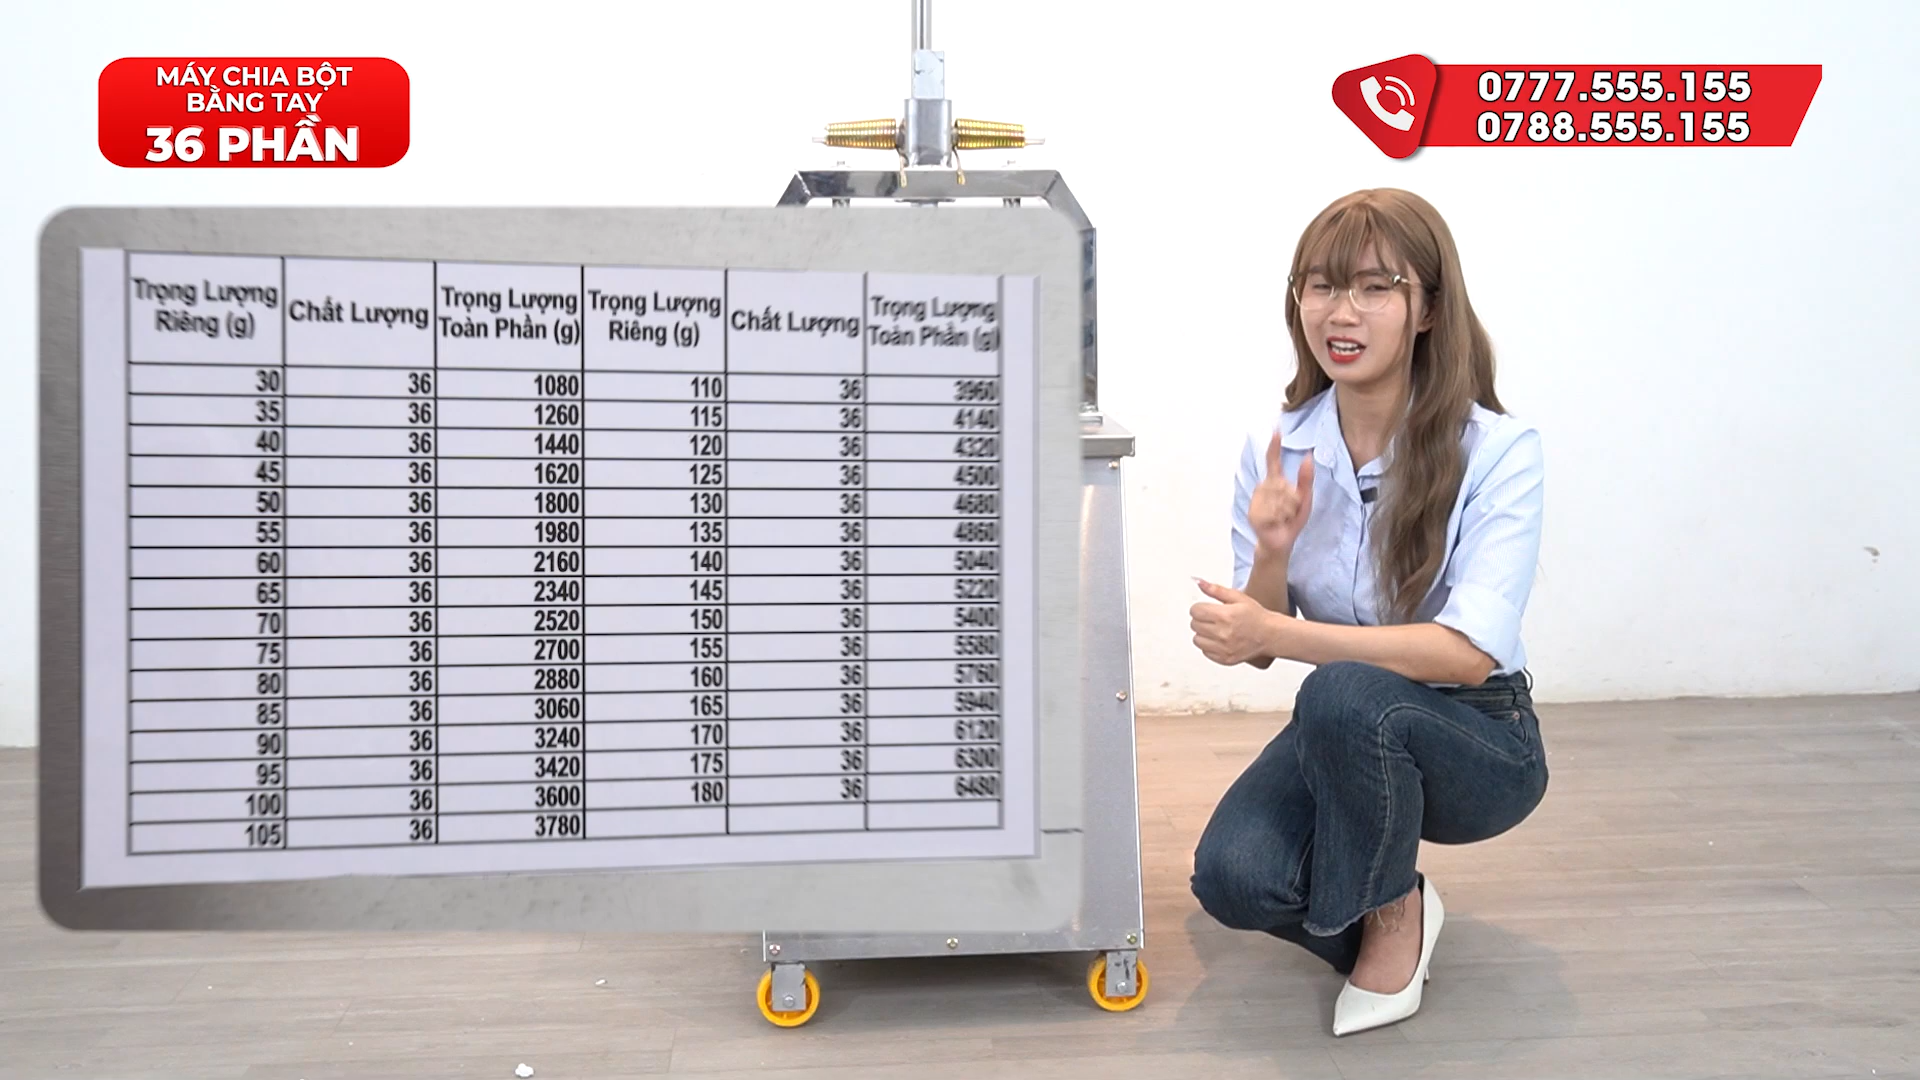 MÁY CHIA BỘT
BẰNG TAY
36 PHẦN
0777.555.155
0788.555.155
Trọng Lượng Riêng (g) Chất Lượng Trọng Lượng Toàn Phần (g) Trọng Lượng Riêng (g) Chất Lượng Trọng Lượng Toàn Phần (g)
30 36 1080 110 36 3960
35 36 1260 115 36 4140
40 36 1440 120 36 4320
45 36 1620 125 36 4500
50 36 1800 130 36 4680
55 36 1980 135 36 4860
60 36 2160 140 36 5040
65 36 2340 145 36 5220
70 36 2520 150 36 5400
75 36 2700 155 36 5580
80 36 2880 160 36 5760
85 36 3060 165 36 5940
90 36 3240 170 36 6120
95 36 3420 175 36 6300
100 36 3600 180 36 6480
105 36 3780